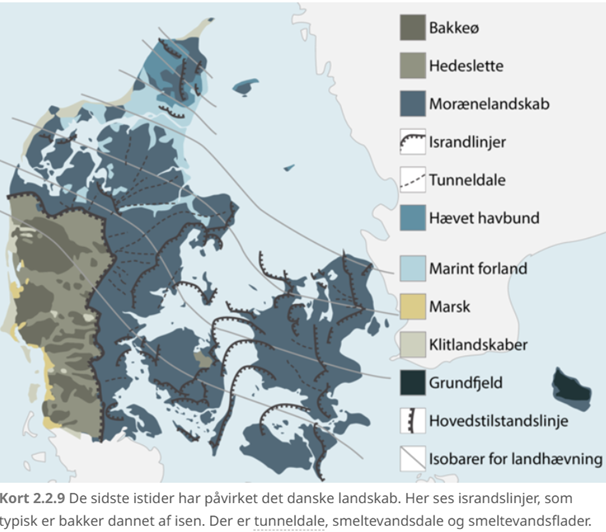 Bakkeø
Hedeslette
Morænelandskab
Israndlinjer
Tunneldale
Hævet havbund
Marint forland
Marsk
Klitlandskaber
Grundfjeld
Hovedstilstandslinje
Isobarer for landhævning
Kort 2.2.9 De sidste istider har påvirket det danske landskab. Her ses israndslinjer, som
typisk er bakker dannet af isen. Der er tunneldale, smeltevandsdale og smeltevandsflader.